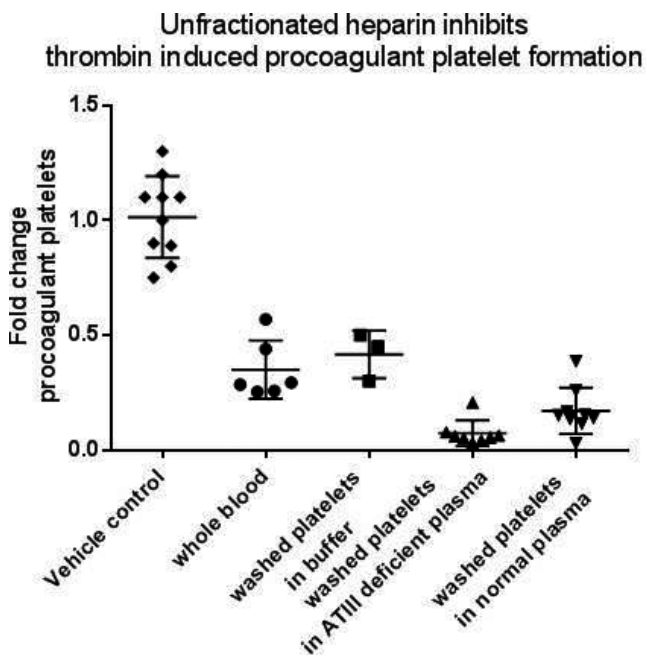 Unfractionated heparin inhibits
thrombin induced procoagulant platelet formation
Fold change
procoagulant platelets
1.5
1.0
0.5
0.0
Vehicle control
whole blood
washed platelets
in buffer
washed platelets
in ATIII deficient plasma
washed platelets
in normal plasma